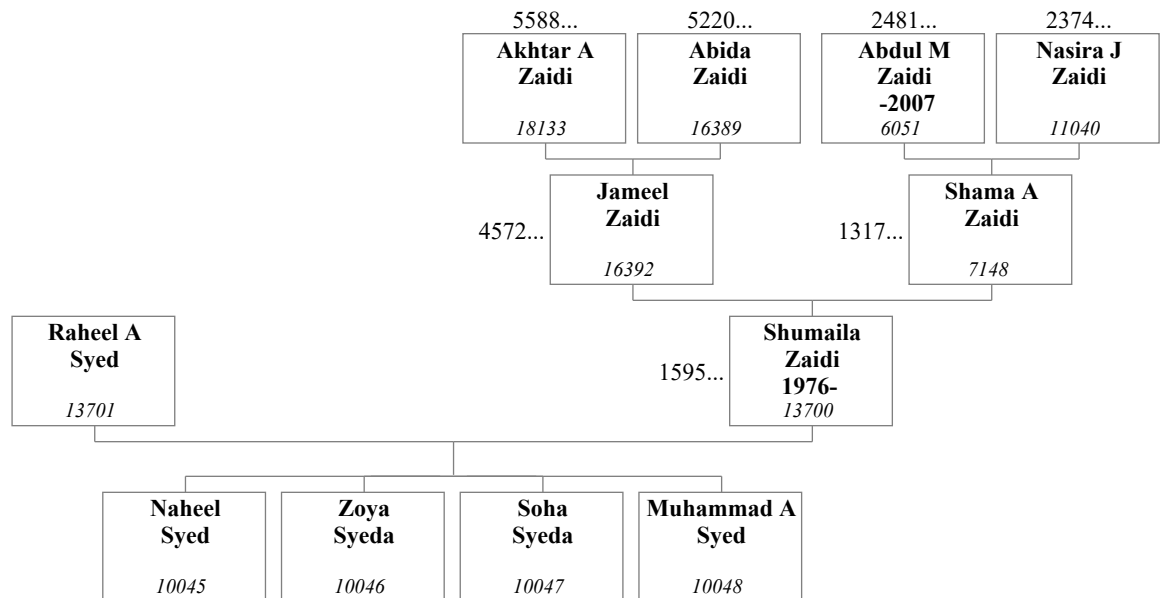 5588... 5220... 2481... 2374...
Akhtar A Zaidi 18133
Abida Zaidi 16389
Abdul M Zaidi -2007 6051
Nasira J Zaidi 11040
4572...
Jameel Zaidi 16392
1317...
Shama A Zaidi 7148
Raheel A Syed 13701
1595...
Shumaila Zaidi 1976- 13700
Naheel Syed 10045
Zoya Syeda 10046
Soha Syeda 10047
Muhammad A Syed 10048